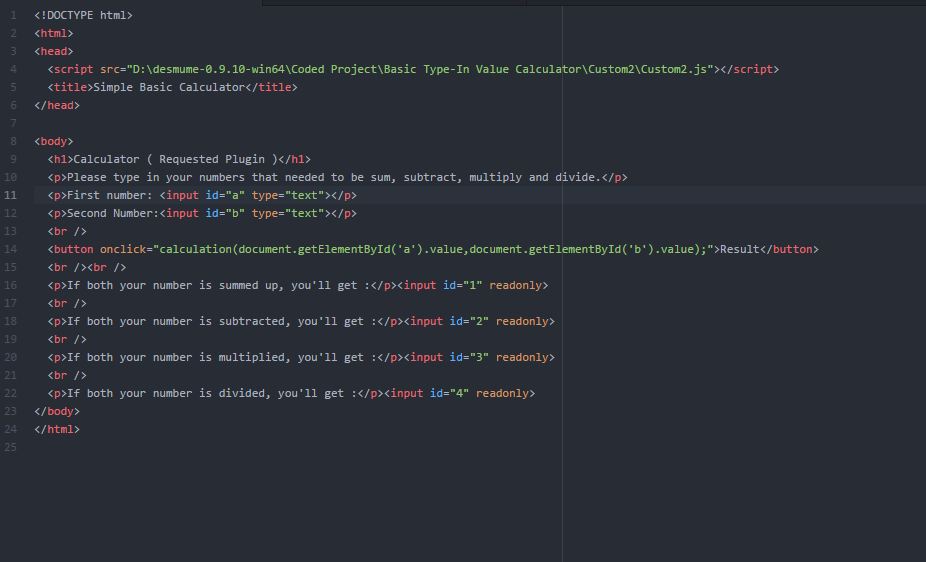 1 <!DOCTYPE html>
2 <html>
3 <head>
4 <script src="D:\desmume-0.9.10-win64\Coded Project\Basic Type-In Value Calculator\Custom2\Custom2.js"></script>
5 <title>Simple Basic Calculator</title>
6 </head>
7
8 <body>
9 <h1>Calculator ( Requested Plugin )</h1>
10 <p>Please type in your numbers that needed to be sum, subtract, multiply and divide.</p>
11 <p>First number: <input id="a" type="text"></p>
12 <p>Second Number:<input id="b" type="text"></p>
13 <br />
14 <button onclick="calculation(document.getElementById('a').value,document.getElementById('b').value);">Result</button>
15 <br /><br />
16 <p>If both your number is summed up, you'll get :</p><input id="1" readonly>
17 <br />
18 <p>If both your number is subtracted, you'll get :</p><input id="2" readonly>
19 <br />
20 <p>If both your number is multiplied, you'll get :</p><input id="3" readonly>
21 <br />
22 <p>If both your number is divided, you'll get :</p><input id="4" readonly>
23 </body>
24 </html>
25